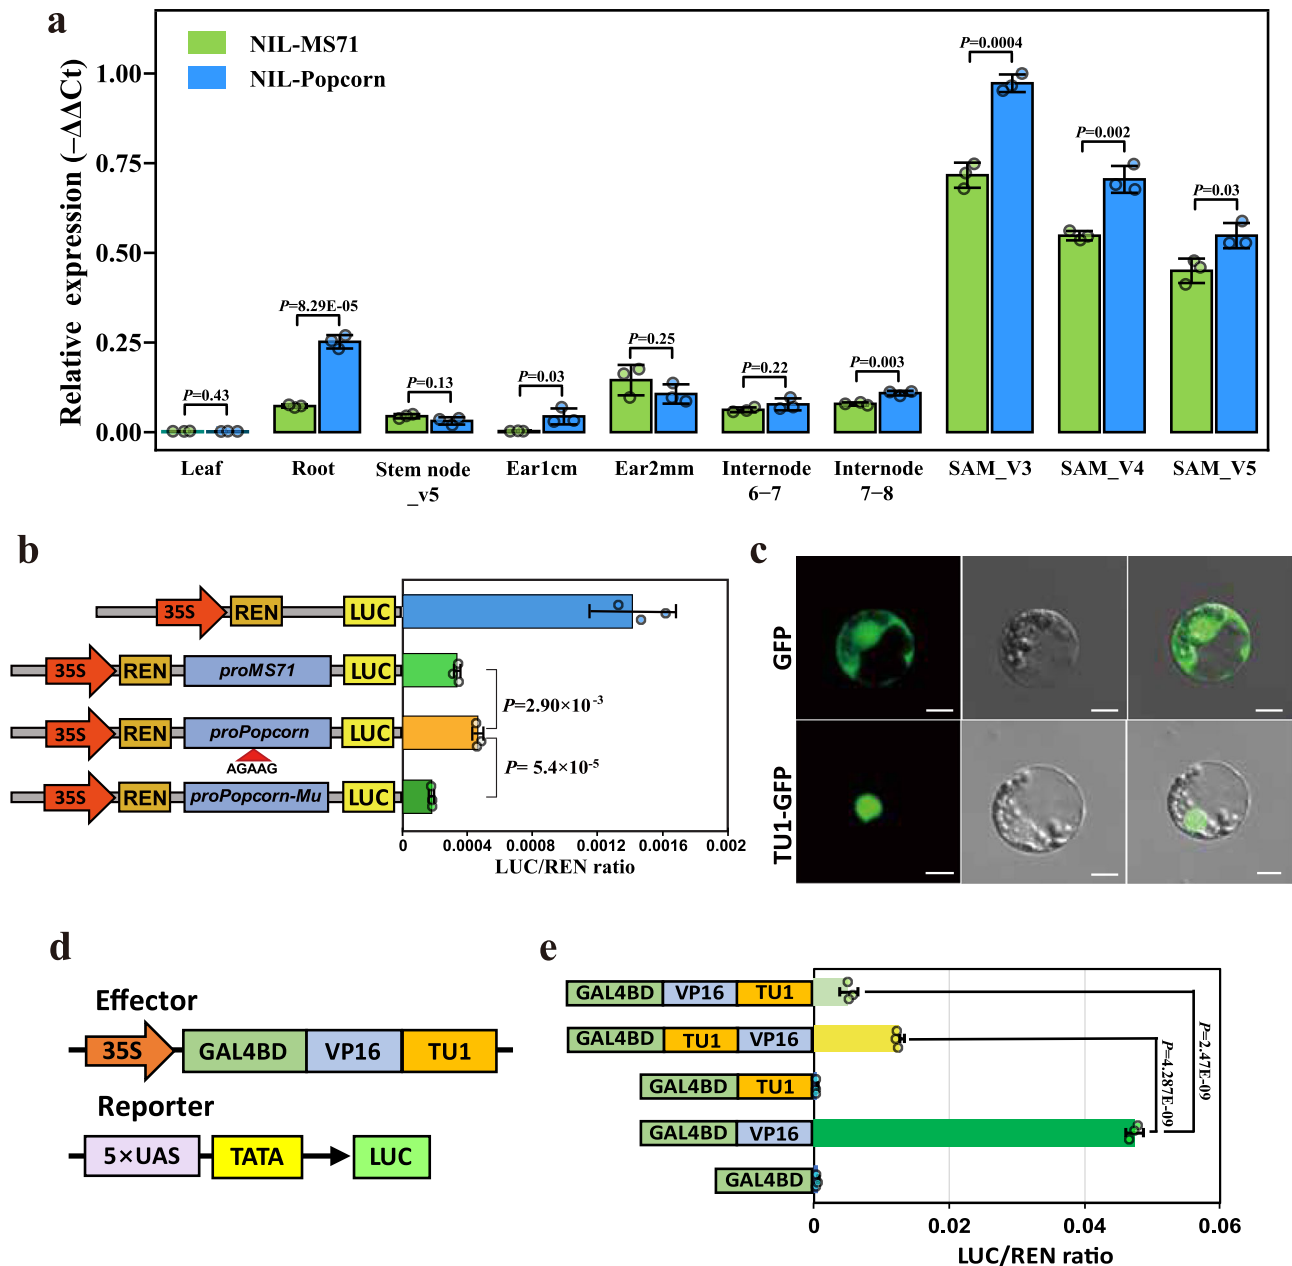 a
NIL-MS71
NIL-Popcorn
Relative expression (−ΔΔCt)
1.00
0.75
0.50
0.25
0.00
P=0.43
P=8.29E-05
P=0.13
P=0.03
P=0.25
P=0.22
P=0.003
P=0.0004
P=0.002
P=0.03
Leaf
Root
Stem node
_v5
Ear1cm
Ear2mm
Internode
6−7
Internode
7−8
SAM_V3
SAM_V4
SAM_V5
b
35S REN LUC
35S REN proMS71 LUC
35S REN proPopcorn LUC
AGAAG
35S REN proPopcorn-Mu LUC
P=2.90×10⁻³
P= 5.4×10⁻⁵
0 0.0004 0.0008 0.0012 0.0016 0.002
LUC/REN ratio
c
GFP
TU1-GFP
d
Effector
35S GAL4BD VP16 TU1
Reporter
5×UAS TATA LUC
e
GAL4BD VP16 TU1
GAL4BD TU1 VP16
GAL4BD TU1
GAL4BD VP16
GAL4BD
P=4.287E-09
P=2.47E-09
0 0.02 0.04 0.06
LUC/REN ratio